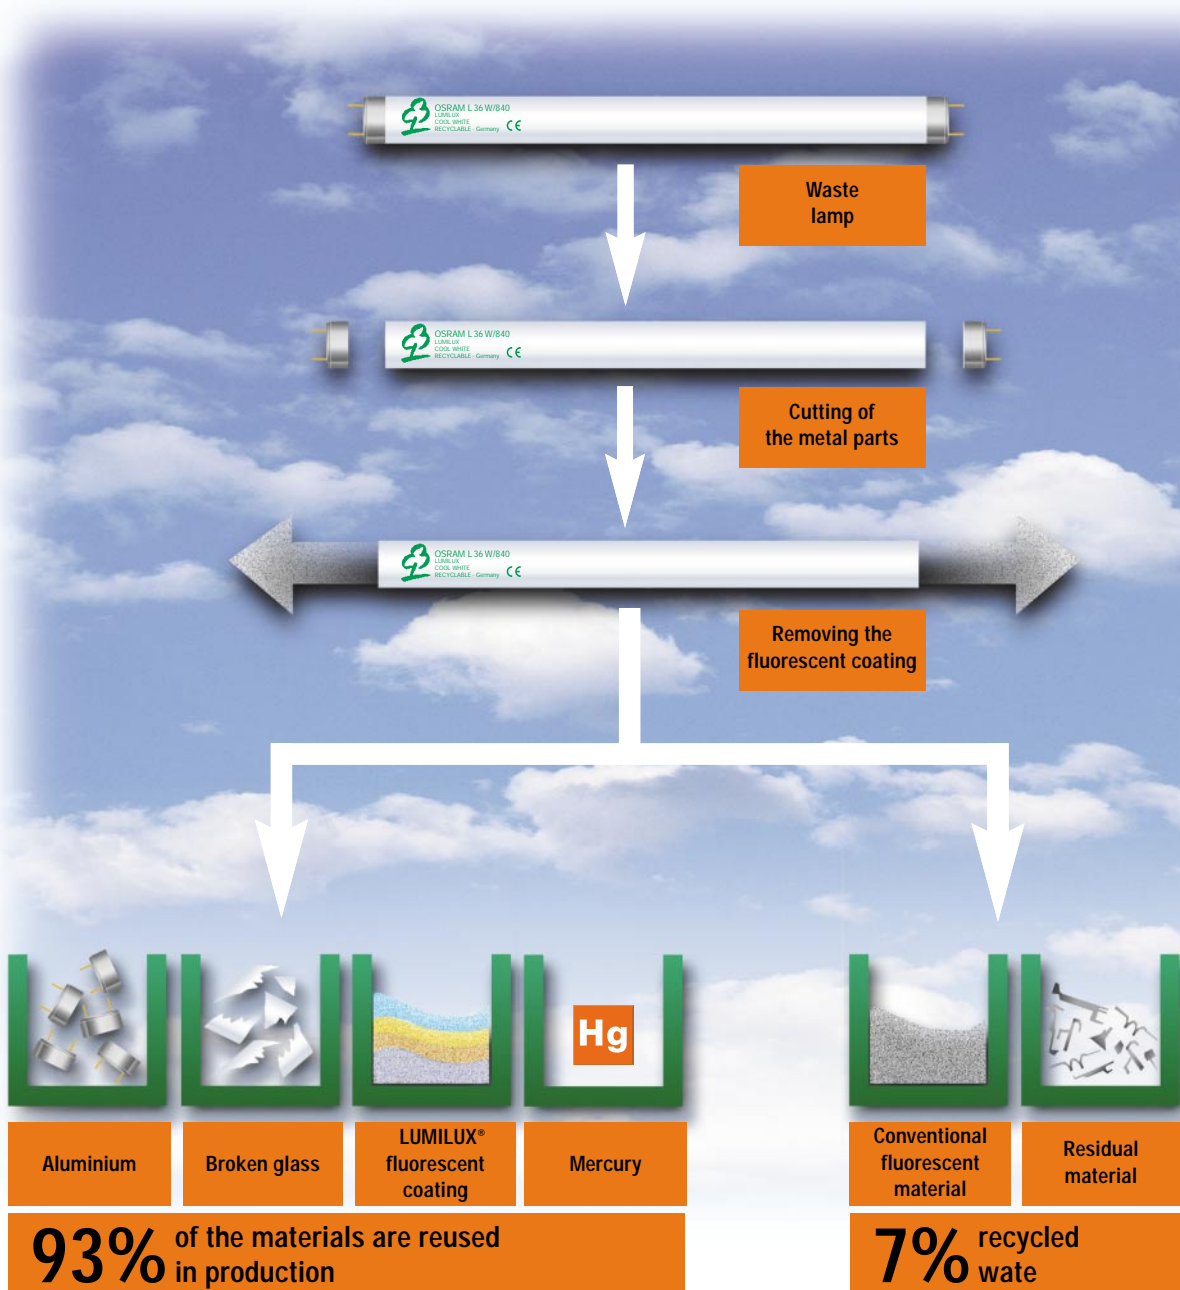 OSRAM L 36 W/840
LUMILUX
COOL WHITE
RECYCLABLE - Germany CE
Waste
lamp
OSRAM L 36 W/840
LUMILUX
COOL WHITE
RECYCLABLE - Germany CE
Cutting of
the metal parts
OSRAM L 36 W/840
LUMILUX
COOL WHITE
RECYCLABLE - Germany CE
Removing the
fluorescent coating
Hg
Aluminium
Broken glass
LUMILUX®
fluorescent
coating
Mercury
Conventional
fluorescent
material
Residual
material
93% of the materials are reused
in production
7% recycled
wate